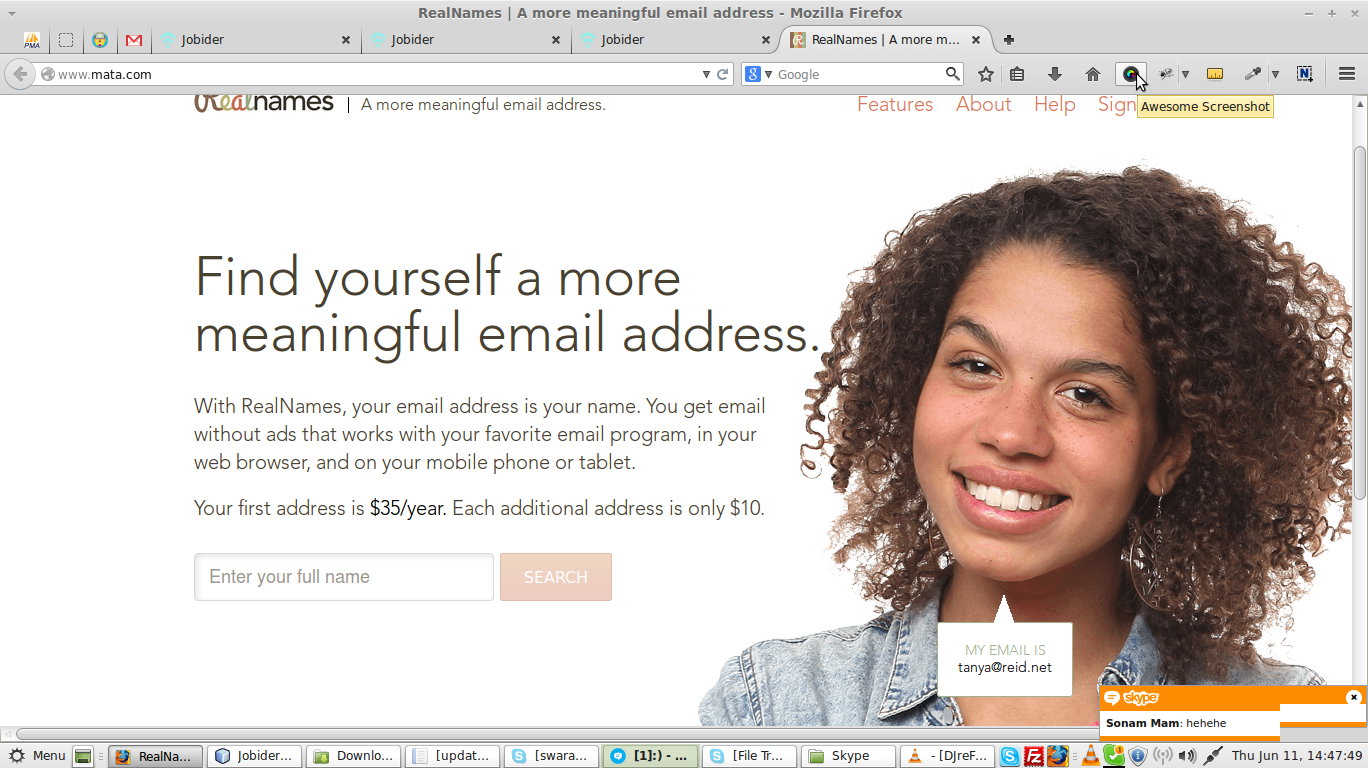 RealNames | A more meaningful email address - Mozilla Firefox
PMA
Jobider
Jobider
Jobider
RealNames | A more m...
www.mata.com
Google
Realnames | A more meaningful email address.
Features About Help Sign
Awesome Screenshot
Find yourself a more
meaningful email address.
With RealNames, your email address is your name. You get email
without ads that works with your favorite email program, in your
web browser, and on your mobile phone or tablet.
Your first address is $35/year. Each additional address is only $10.
Enter your full name
SEARCH
MY EMAIL IS
tanya@reid.net
skype
Sonam Mam: hehehe
Menu
RealNa...
Jobider...
Downlo...
[updat...
[swara...
[1]:) - ...
[File Tr...
Skype
- [DJreF...
Thu Jun 11, 14:47:49